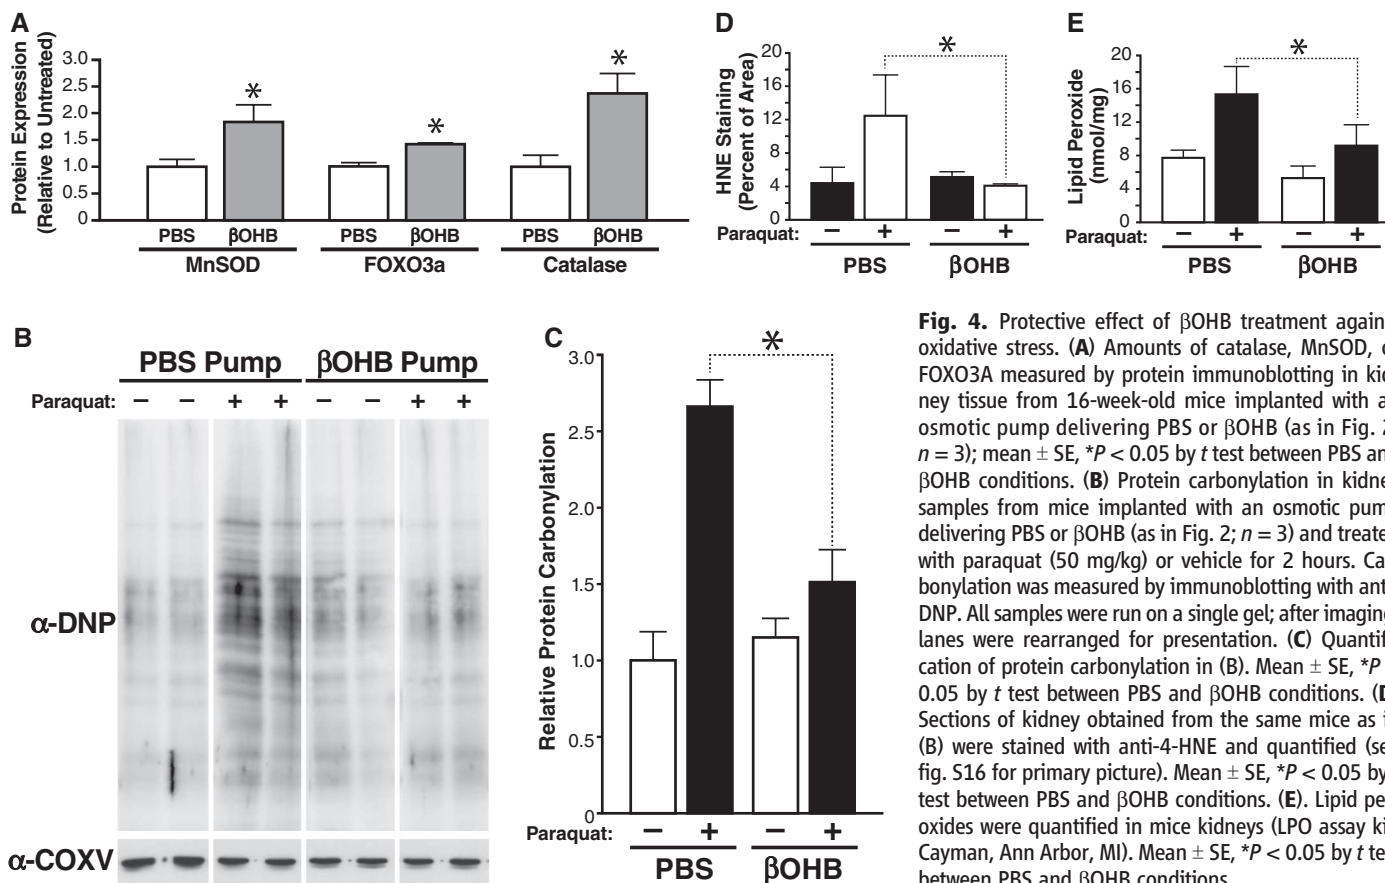 A
Protein Expression
(Relative to Untreated)
3.0
2.5
2.0
1.5
1.0
0.5
0
*
*
*
PBS βOHB PBS βOHB PBS βOHB
MnSOD FOXO3a Catalase
D
HNE Staining
(Percent of Area)
20
16
12
8
4
0
*
Paraquat: − + − +
PBS βOHB
E
Lipid Peroxide
(nmol/mg)
20
16
12
8
4
0
*
Paraquat: − + − +
PBS βOHB
B
PBS Pump βOHB Pump
Paraquat: − − + + − − + +
α-DNP
α-COXV
C
Relative Protein Carbonylation
3.0
2.5
2.0
1.5
1.0
0.5
0
*
Paraquat: − + − +
PBS βOHB
Fig. 4. Protective effect of βOHB treatment again
oxidative stress. (A) Amounts of catalase, MnSOD, o
FOXO3A measured by protein immunoblotting in kid
ney tissue from 16-week-old mice implanted with a
osmotic pump delivering PBS or βOHB (as in Fig. 2
n = 3); mean ± SE, *P < 0.05 by t test between PBS an
βOHB conditions. (B) Protein carbonylation in kidne
samples from mice implanted with an osmotic pum
delivering PBS or βOHB (as in Fig. 2; n = 3) and treate
with paraquat (50 mg/kg) or vehicle for 2 hours. Ca
bonylation was measured by immunoblotting with ant
DNP. All samples were run on a single gel; after imaging
lanes were rearranged for presentation. (C) Quantif
cation of protein carbonylation in (B). Mean ± SE, *P
0.05 by t test between PBS and βOHB conditions. (D
Sections of kidney obtained from the same mice as i
(B) were stained with anti-4-HNE and quantified (se
fig. S16 for primary picture). Mean ± SE, *P < 0.05 by
test between PBS and βOHB conditions. (E). Lipid pe
oxides were quantified in mice kidneys (LPO assay ki
Cayman, Ann Arbor, MI). Mean ± SE, *P < 0.05 by t te
between PBS and βOHB conditions